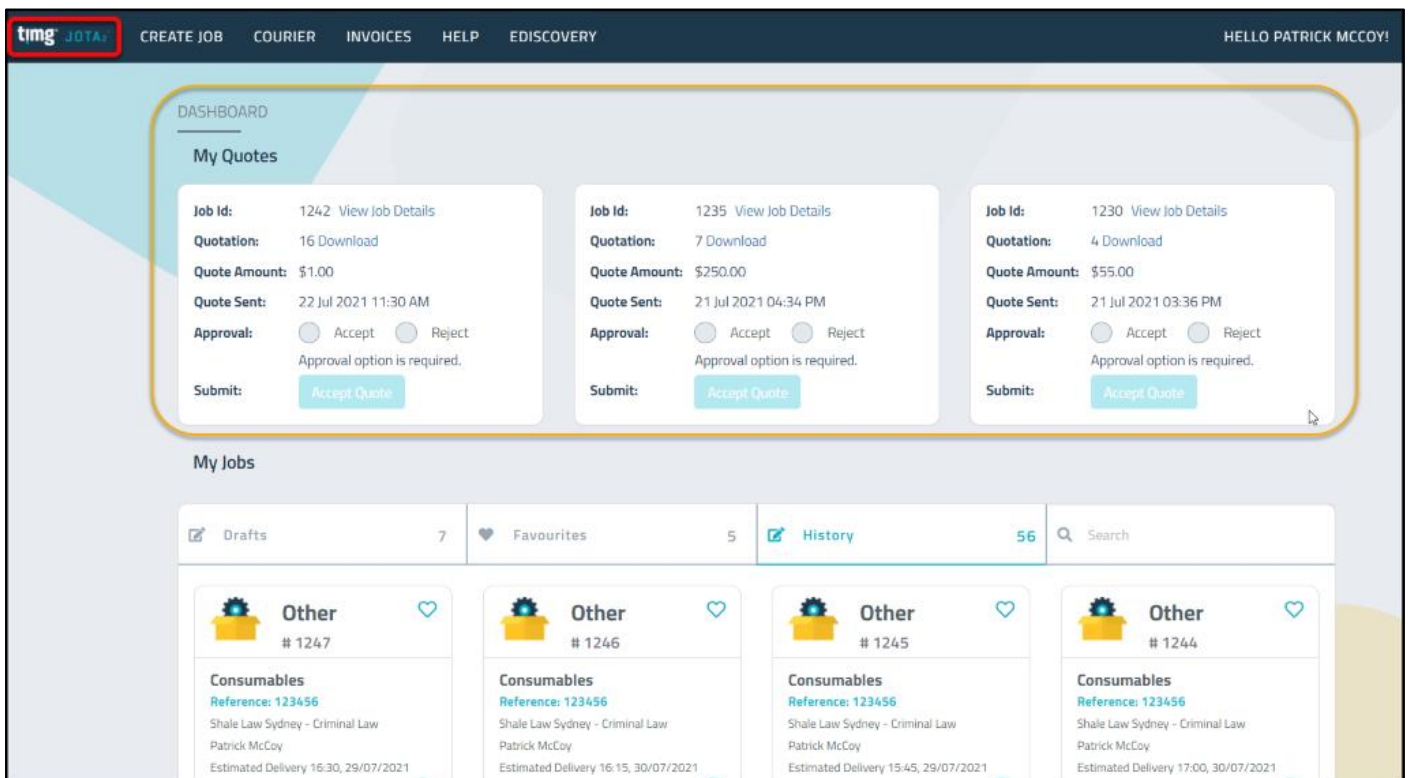 timg JOTA CREATE JOB COURIER INVOICES HELP EDISCOVERY HELLO PATRICK MCCOY!
DASHBOARD
My Quotes
Job Id: 1242 View Job Details
Quotation: 16 Download
Quote Amount: $1.00
Quote Sent: 22 Jul 2021 11:30 AM
Approval: Accept Reject
Approval option is required.
Submit: Accept Quote
Job Id: 1235 View Job Details
Quotation: 7 Download
Quote Amount: $250.00
Quote Sent: 21 Jul 2021 04:34 PM
Approval: Accept Reject
Approval option is required.
Submit: Accept Quote
Job Id: 1230 View Job Details
Quotation: 4 Download
Quote Amount: $55.00
Quote Sent: 21 Jul 2021 03:36 PM
Approval: Accept Reject
Approval option is required.
Submit: Accept Quote
My Jobs
Drafts 7 Favourites 5 History 56 Search
Other
# 1247
Consumables
Reference: 123456
Shale Law Sydney - Criminal Law
Patrick McCoy
Estimated Delivery 16:30, 29/07/2021
Other
# 1246
Consumables
Reference: 123456
Shale Law Sydney - Criminal Law
Patrick McCoy
Estimated Delivery 16:15, 30/07/2021
Other
# 1245
Consumables
Reference: 123456
Shale Law Sydney - Criminal Law
Patrick McCoy
Estimated Delivery 15:45, 29/07/2021
Other
# 1244
Consumables
Reference: 123456
Shale Law Sydney - Criminal Law
Patrick McCoy
Estimated Delivery 17:00, 30/07/2021